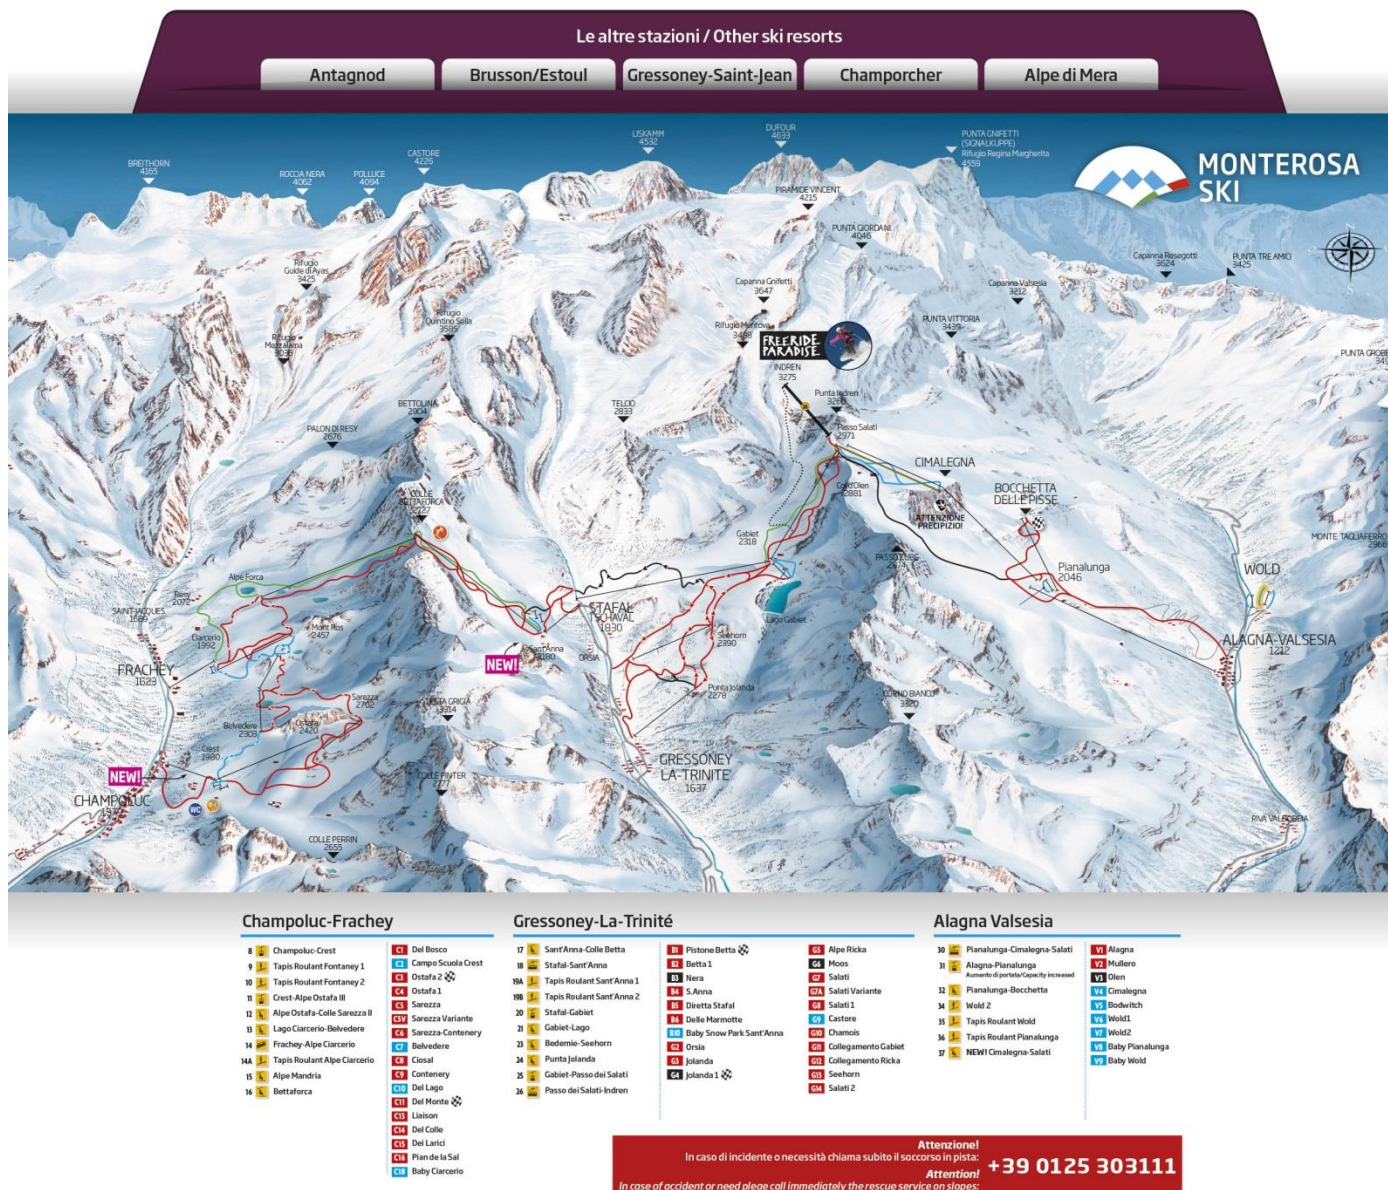 Le altre stazioni / Other ski resorts
Antagnod
Brusson/Estoul
Gressoney-Saint-Jean
Champorcher
Alpe di Mera
MONTEROSA
SKI
BREITHORN
4165
ROCCIA NERA
4062
POLLUCE
4094
CASTORE
4226
LISKAMM
4532
DUFOUR
4633
PUNTA GNIFETTI
(SIGNALKUPPE)
Rifugio Regina Margherita
4559
PIRAMIDE VINCENT
4215
PUNTA GIORDANI
4046
Capanna Resegotti
3624
PUNTA TRE AMICI
3425
Rifugio
Guide di Ayas
3425
Capanna Gnifetti
3647
Capanna Valsesia
3212
Rifugio
Quintino Sella
3585
Rifugio Mantova
3498
PUNTA VITTORIA
3439
Rifugio
Mezzalama
3036
FREERIDE
PARADISE
INDREN
3275
Punta Indren
3260
BETTOLINA
2904
TELCIO
2833
PALON DI RESY
2676
Passo Salati
2971
CIMALEGNA
BOCCHETTA
DELLE PISSE
Col d'Olen
2881
COLLE
BETTAFORCA
2727
ATTENZIONE
PRECIPIZIO!
Gabiet
2318
MONTE TAGLIAFERRO
Pianalunga
2046
WOLD
Alpe Forca
Resy
2072
SAINT-JACQUES
1689
Ciarcerio
1992
Mont Ros
2457
STAFAL
TSCHAVAL
1830
Lago Gabiet
Seehorn
2390
ALAGNA-VALSESIA
1212
FRACHEY
1623
Sant'Anna
2180
NEW!
ORSIA
Punta Jolanda
2278
CORNO BIANCO
3320
Sarezza
2702
TESTA GRIGIA
3314
Belvedere
2309
Ostafa
2420
Crest
1980
NEW!
GRESSONEY
LA-TRINITE'
1637
COLLE PINTER
2777
CHAMPOLUC
WC
COLLE PERRIN
2655
RIVA VALDOBBIA
Champoluc-Frachey
8 Champoluc-Crest
9 Tapis Roulant Fontaney 1
10 Tapis Roulant Fontaney 2
11 Crest-Alpe Ostafa III
12 Alpe Ostafa-Colle Sarezza II
13 Lago Ciarcerio-Belvedere
14 Frachey-Alpe Ciarcerio
14A Tapis Roulant Alpe Ciarcerio
15 Alpe Mandria
16 Bettaforca
C1 Del Bosco
C2 Campo Scuola Crest
C3 Ostafa 2
C4 Ostafa 1
C5 Sarezza
C5V Sarezza Variante
C6 Sarezza-Contenery
C7 Belvedere
C8 Ciosal
C9 Contenery
C10 Del Lago
C11 Del Monte
C13 Liaison
C14 Del Colle
C15 Dei Larici
C16 Pian de la Sal
C18 Baby Ciarcerio
Gressoney-La-Trinité
17 Sant'Anna-Colle Betta
18 Stafal-Sant'Anna
19A Tapis Roulant Sant'Anna 1
19B Tapis Roulant Sant'Anna 2
20 Stafal-Gabiet
21 Gabiet-Lago
23 Bedemie-Seehorn
24 Punta Jolanda
25 Gabiet-Passo dei Salati
26 Passo dei Salati-Indren
B1 Pistone Betta
B2 Betta 1
B3 Nera
B4 S.Anna
B5 Diretta Stafal
B6 Delle Marmotte
B10 Baby Snow Park Sant'Anna
G2 Orsia
G3 Jolanda
G4 Jolanda 1
G5 Alpe Ricka
G6 Moos
G7 Salati
G7A Salati Variante
G8 Salati 1
G9 Castore
G10 Chamois
G11 Collegamento Gabiet
G12 Collegamento Ricka
G13 Seehorn
G14 Salati 2
Alagna Valsesia
30 Pianalunga-Cimalegna-Salati
31 Alagna-Pianalunga
Aumento di portata/Capacity increased
32 Pianalunga-Bocchetta
34 Wold 2
35 Tapis Roulant Wold
36 Tapis Roulant Pianalunga
37 NEW! Cimalegna-Salati
V1 Alagna
V2 Mullero
V3 Olen
V4 Cimalegna
V5 Bodwitch
V6 Wold1
V7 Wold2
V8 Baby Pianalunga
V9 Baby Wold
Attenzione!
In caso di incidente o necessità chiama subito il soccorso in pista:
+39 0125 303111
Attention!
In case of accident or need pleae call immediately the rescue service on slopes: